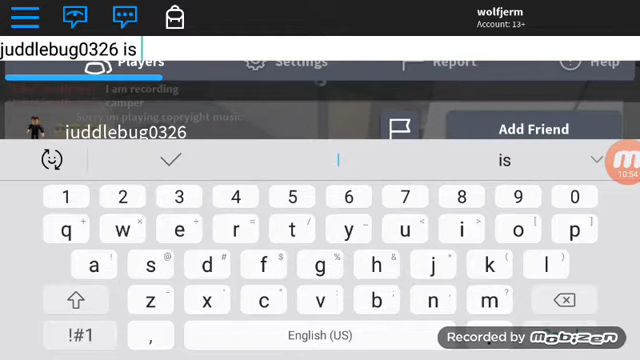 wolfjerm
Account: 13+
juddlebug0326 is
Players
Settings
Report
Help
I am recording
camper
Sorry im playing copyright music
juddlebug0326
Add Friend
is
10:54
1 2 3 4 5 6 7 8 9 0
q w e r t y u i o p
a s d f g h j k l
z x c v b n m
!#1 , English (US)
Recorded by mobizen